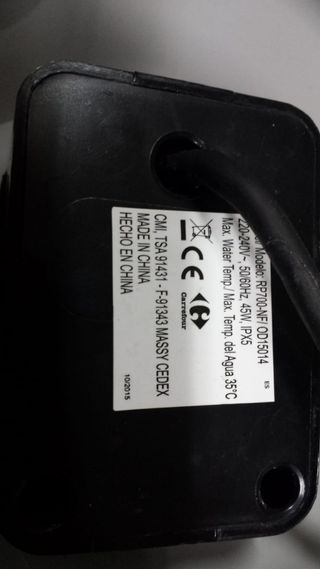 Modelo: RP700-NF/ OD15014
220-240V~, 50/60Hz, 45W, IPX5
Max. Water Temp./ Max. Temp. del Agua 35°C
ES
CE
Carrefour
CMI, TSA 91431 - F-91343 MASSY CEDEX
MADE IN CHINA
HECHO EN CHINA
10/2015